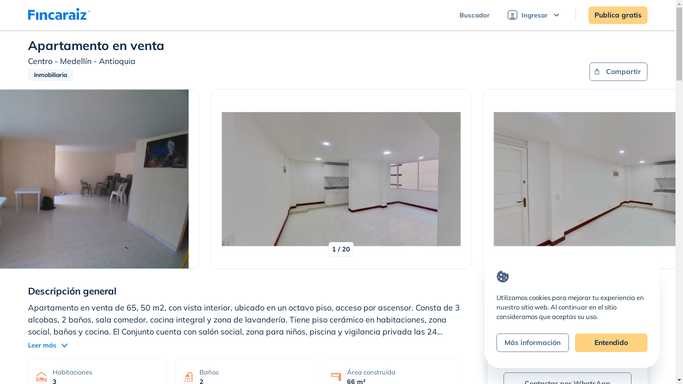 Fincaraiz
Buscador
Ingresar
Publica gratis
Apartamento en venta
Centro - Medellín - Antioquia
Inmobiliaria
Compartir
1 / 20
Descripción general
Apartamento en venta de 65, 50 m2, con vista interior, ubicado en un octavo piso, acceso por ascensor. Consta de 3
alcobas, 2 baños, sala comedor, cocina integral y zona de lavandería. Tiene piso cerámico en habitaciones, zona
social, baños y cocina. El Conjunto cuenta con salón social, zona para niños, piscina y vigilancia privada las 24...
Leer más
Habitaciones
3
Baños
2
Área construida
66 m²
Utilizamos cookies para mejorar tu experiencia en
nuestro sitio web. Al continuar en el sitio
consideramos que aceptas su uso.
Más información
Entendido
Contactar por WhatsApp